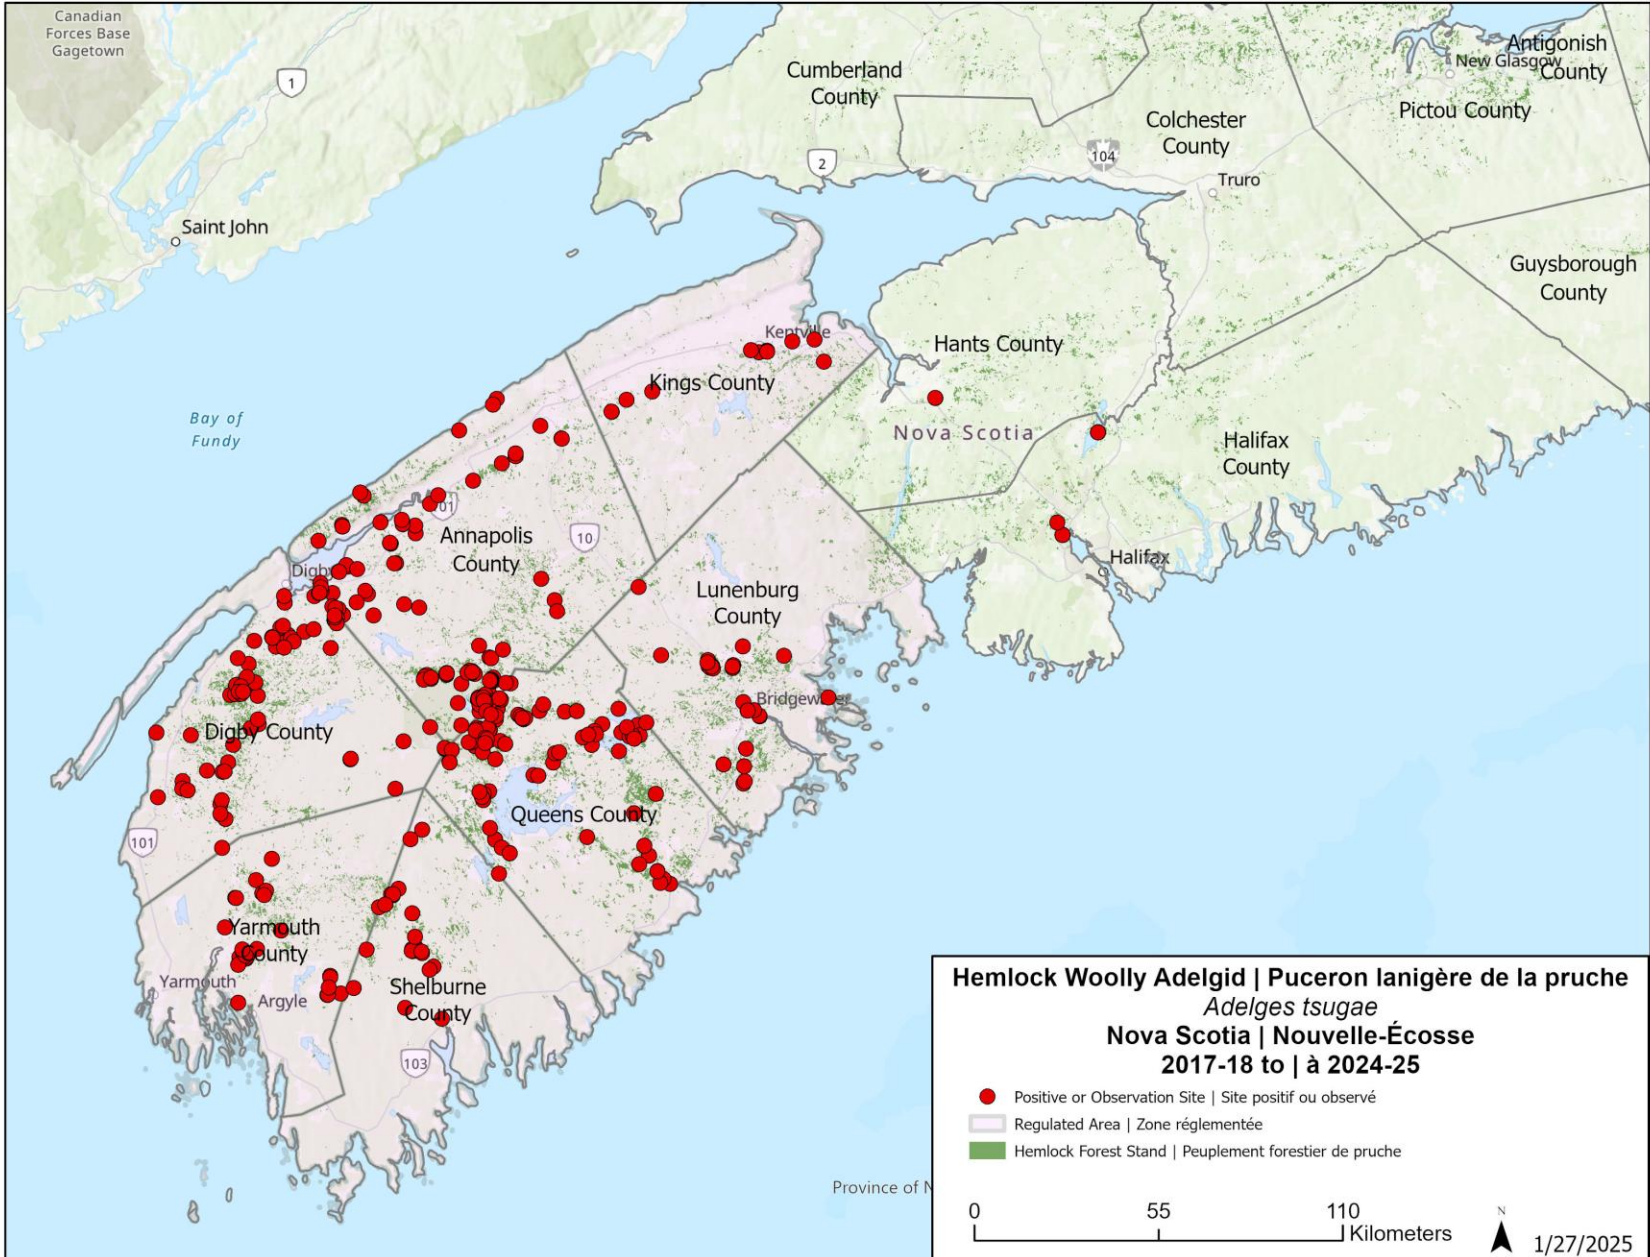 Canadian
Forces Base
Gagetown
1
Saint John
Bay of
Fundy
Cumberland
County
2
Colchester
County
104
Truro
Antigonish
County
New Glasgow
Pictou County
Guysborough
County
Hants County
Nova Scotia
Halifax
County
Halifax
Kentville
Kings County
101
Annapolis
County
10
Digby
Lunenburg
County
Bridgewater
Digby County
Queens County
101
Yarmouth
County
Yarmouth
Argyle
Shelburne
County
103
Province of N
Hemlock Woolly Adelgid | Puceron lanigère de la pruche
Adelges tsugae
Nova Scotia | Nouvelle-Écosse
2017-18 to | à 2024-25
Positive or Observation Site | Site positif ou observé
Regulated Area | Zone réglementée
Hemlock Forest Stand | Peuplement forestier de pruche
0 55 110
Kilometers
N
1/27/2025